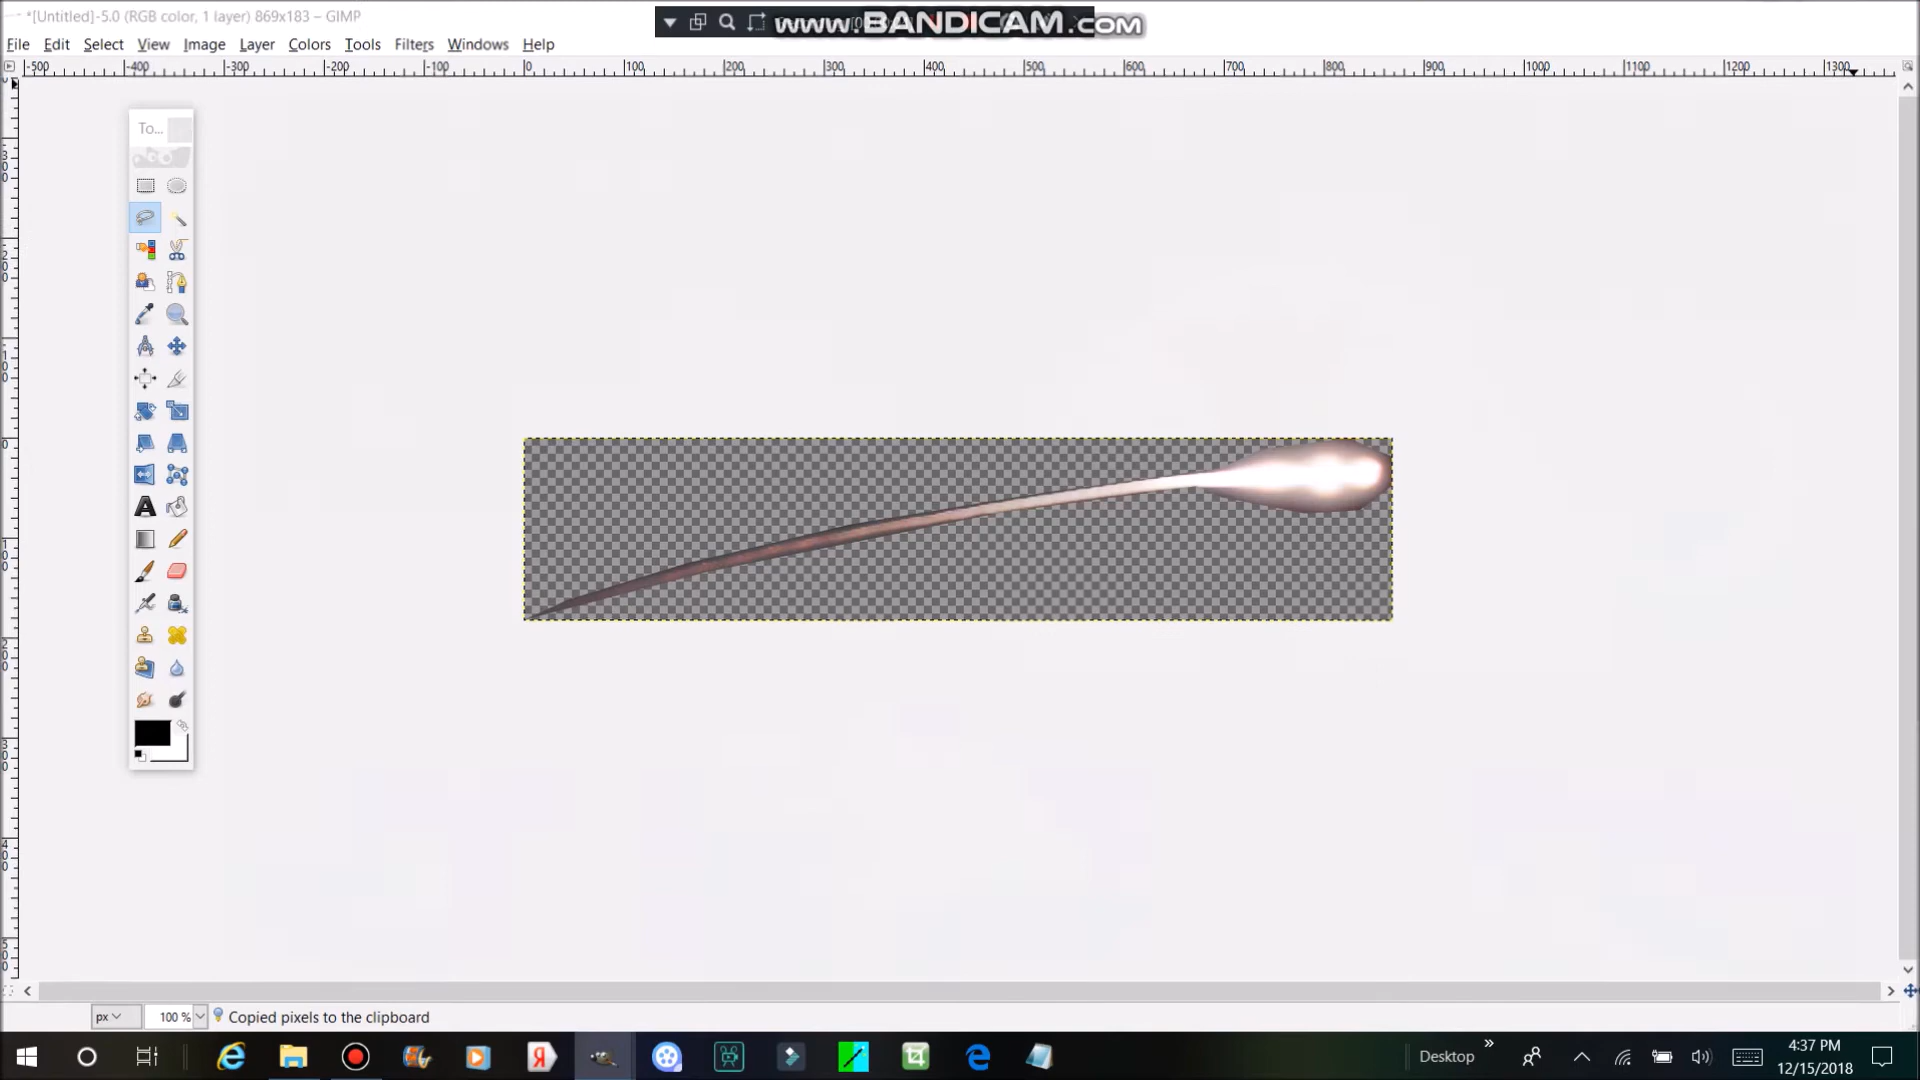 *[Untitled]-5.0 (RGB color, 1 layer) 869x183 – GIMP
www.BANDICAM.com
File Edit Select View Image Layer Colors Tools Filters Windows Help
-500 -400 -300 -200 -100 0 100 200 300 400 500 600 700 800 900 1000 1100 1200 1300
To...
px 100 % Copied pixels to the clipboard
Desktop
4:37 PM
12/15/2018